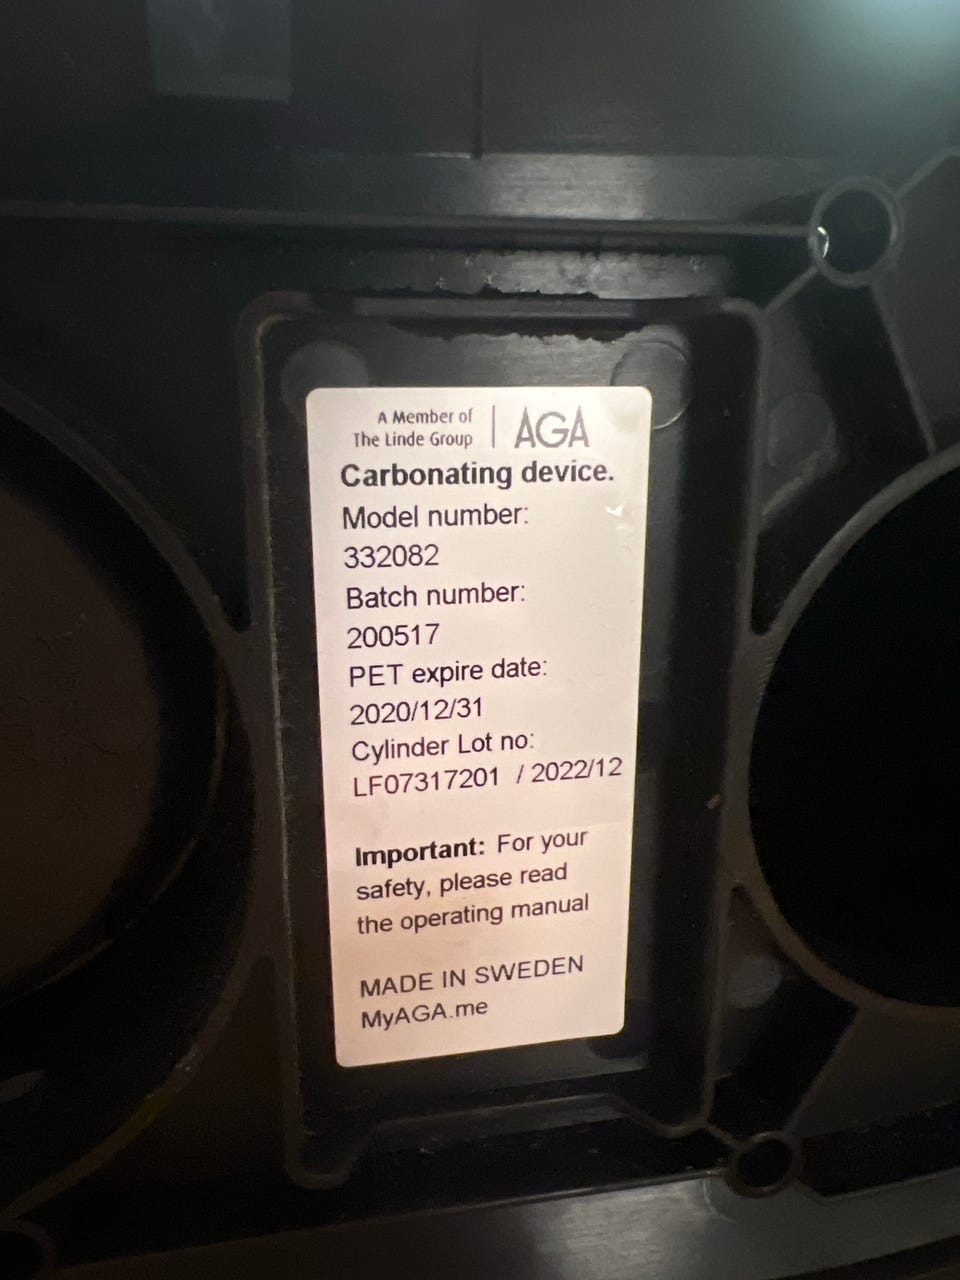 A Member of
The Linde Group | AGA
Carbonating device.
Model number:
332082
Batch number:
200517
PET expire date:
2020/12/31
Cylinder Lot no:
LF07317201 / 2022/12
Important: For your
safety, please read
the operating manual
MADE IN SWEDEN
MyAGA.me